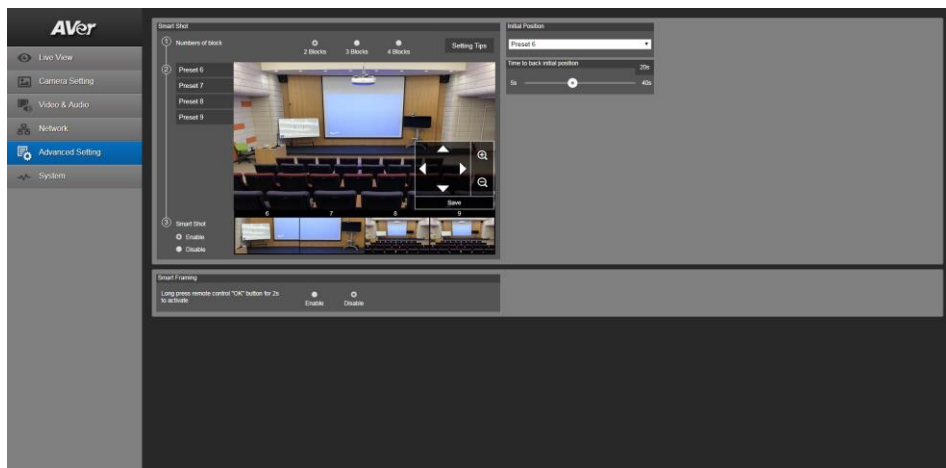 AVer
Live View
Camera Setting
Video & Audio
Network
Advanced Setting
System
Smart Shot
1 Numbers of block
2 Blocks 3 Blocks 4 Blocks
Setting Tips
2 Preset 6
Preset 7
Preset 8
Preset 9
Save
6 7 8 9
3 Smart Shot
Enable
Disable
Initial Position
Preset 6
Time to back initial position
20s
5s 40s
Smart Framing
Long press remote control "OK" button for 2s
to activate
Enable Disable